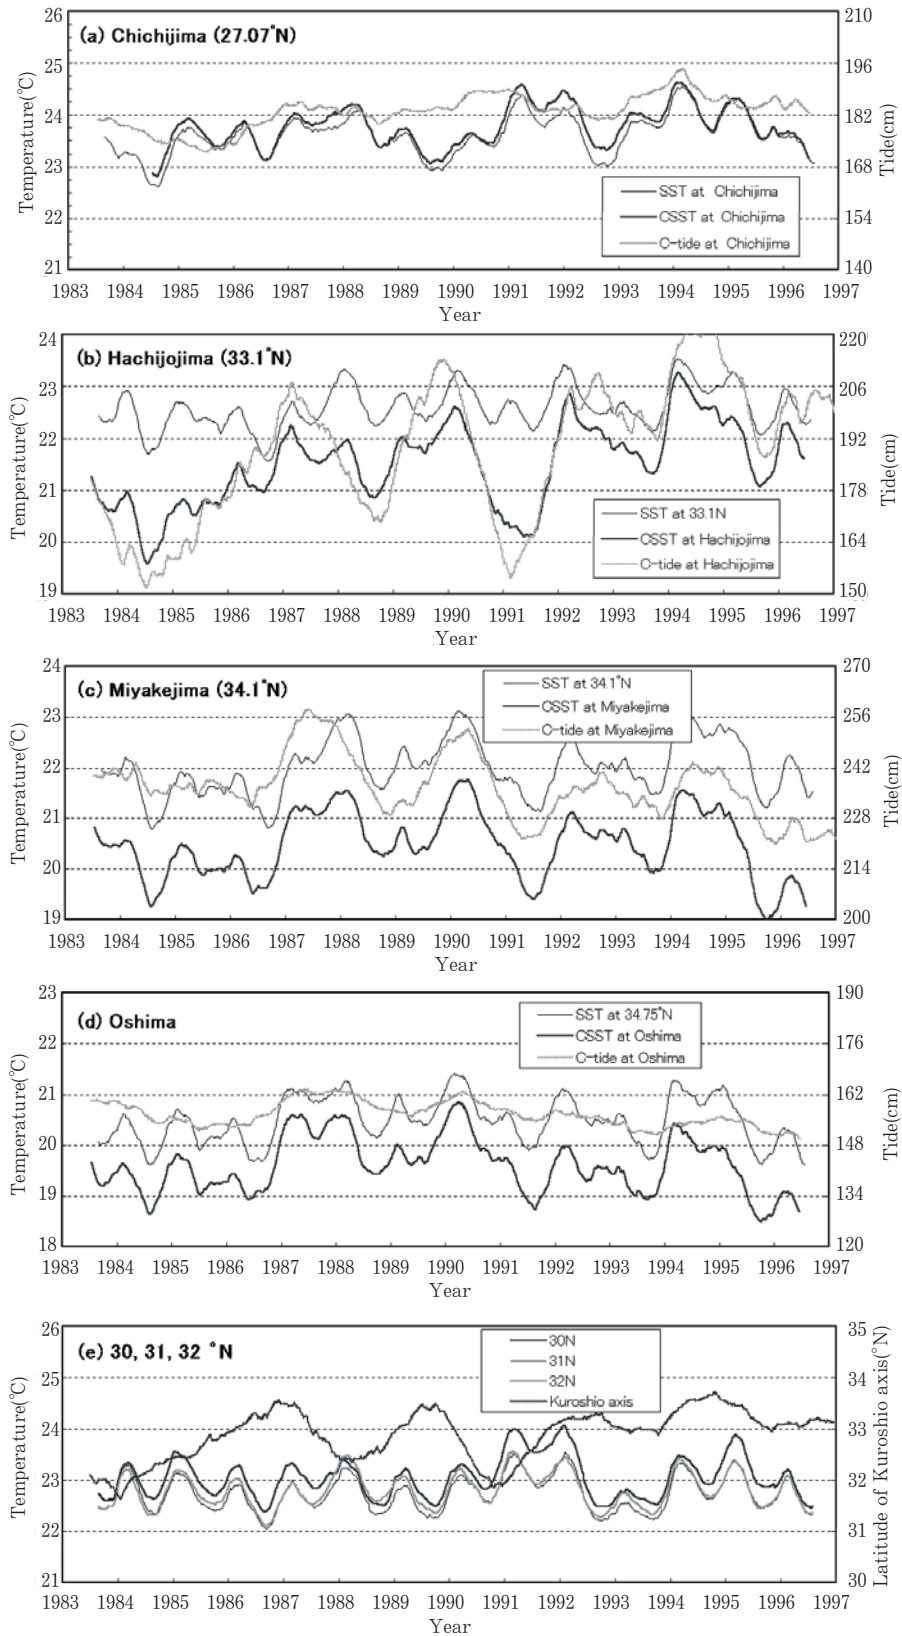 (a) Chichijima (27.07°N)
Temperature(℃)
26
25
24
23
22
21
210
196
182
168
154
140
Tide(cm)
SST at Chichijima
CSST at Chichijima
C-tide at Chichijima
1983 1984 1985 1986 1987 1988 1989 1990 1991 1992 1993 1994 1995 1996 1997
Year
(b) Hachijojima (33.1°N)
Temperature(℃)
24
23
22
21
20
19
220
206
192
178
164
150
Tide(cm)
SST at 33.1N
CSST at Hachijojima
C-tide at Hachijojima
1983 1984 1985 1986 1987 1988 1989 1990 1991 1992 1993 1994 1995 1996 1997
Year
(c) Miyakejima (34.1°N)
Temperature(℃)
24
23
22
21
20
19
270
256
242
228
214
200
Tide(cm)
SST at 34.1°N
CSST at Miyakejima
C-tide at Miyakejima
1983 1984 1985 1986 1987 1988 1989 1990 1991 1992 1993 1994 1995 1996 1997
Year
(d) Oshima
Temperature(℃)
23
22
21
20
19
18
190
176
162
148
134
120
Tide(cm)
SST at 34.75°N
CSST at Oshima
C-tide at Oshima
1983 1984 1985 1986 1987 1988 1989 1990 1991 1992 1993 1994 1995 1996 1997
Year
(e) 30, 31, 32 °N
Temperature(℃)
26
25
24
23
22
21
35
34
33
32
31
30
Latitude of Kuroshio axis(°N)
30N
31N
32N
Kuroshio axis
1983 1984 1985 1986 1987 1988 1989 1990 1991 1992 1993 1994 1995 1996 1997
Year